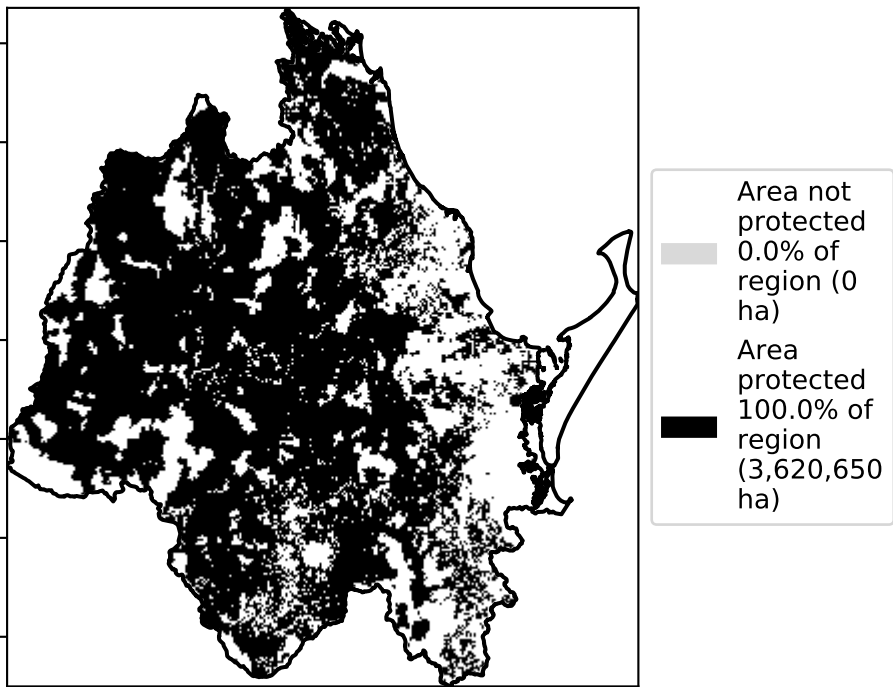 Area not
protected
0.0% of
region (0
ha)
Area
protected
100.0% of
region
(3,620,650
ha)